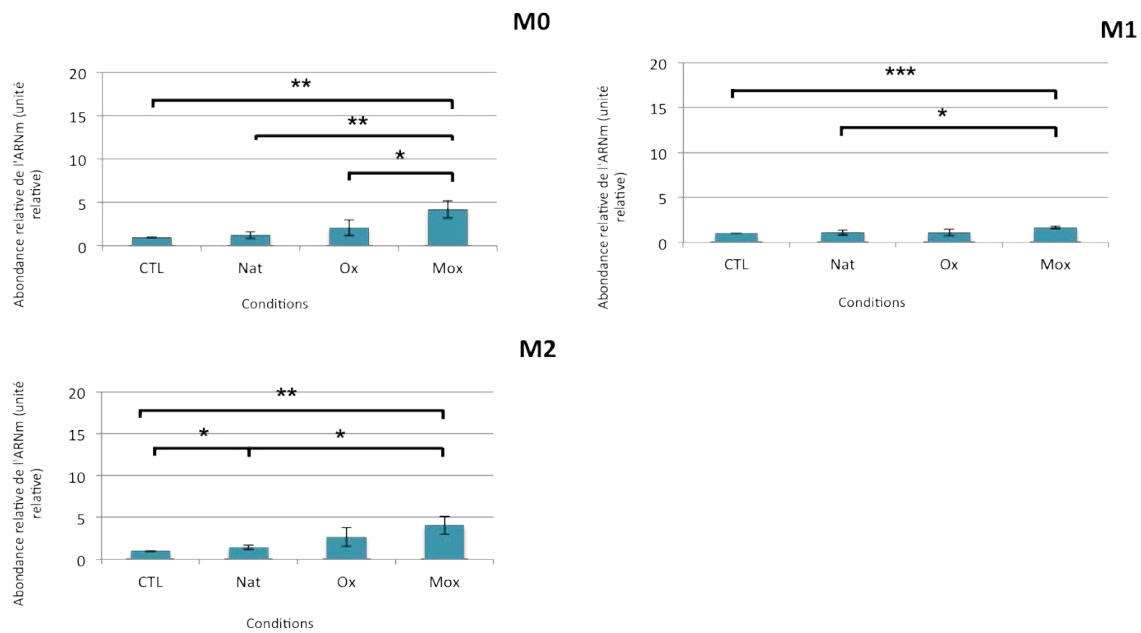 M0
Abondance relative de l'ARNm (unité
relative)
20
15
10
5
0
**
**
*
CTL Nat Ox Mox
Conditions
M1
Abondance relative de l'ARNm (unité
relative)
20
15
10
5
0
***
*
CTL Nat Ox Mox
Conditions
M2
Abondance relative de l'ARNm (unité
relative)
20
15
10
5
0
**
* *
CTL Nat Ox Mox
Conditions